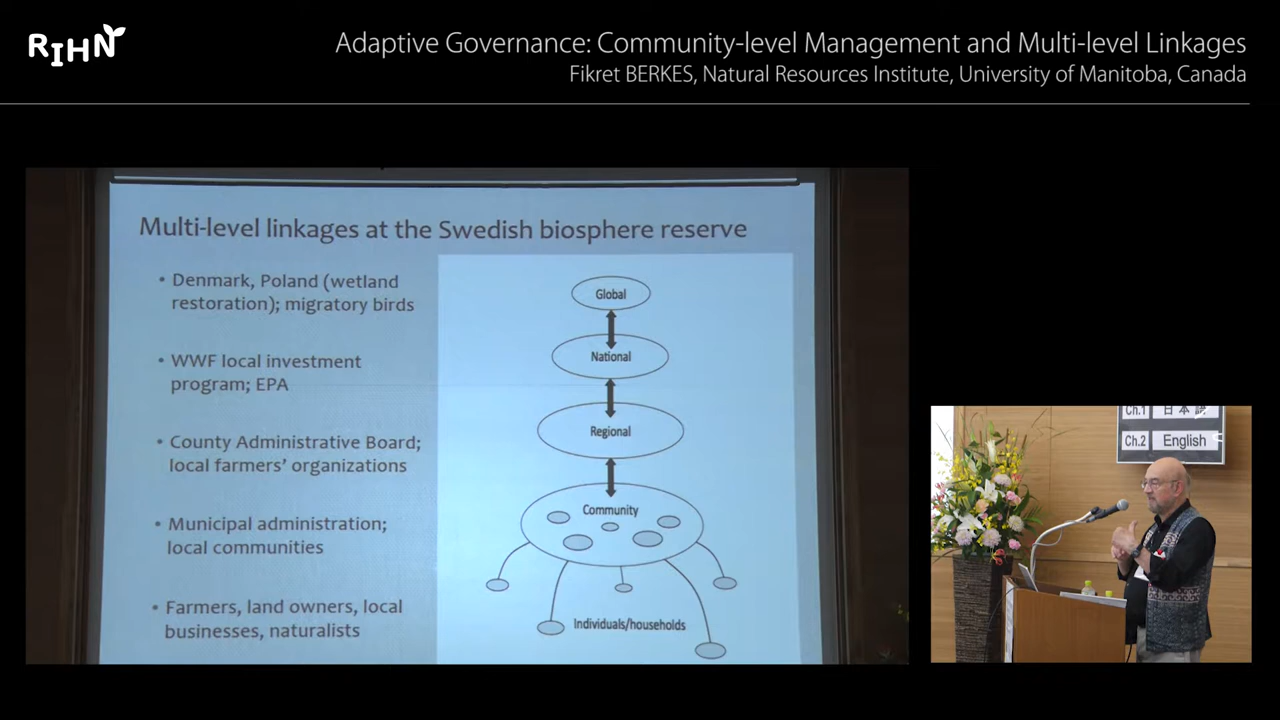 RIHN
Adaptive Governance: Community-level Management and Multi-level Linkages
Fikret BERKES, Natural Resources Institute, University of Manitoba, Canada
Multi-level linkages at the Swedish biosphere reserve
• Denmark, Poland (wetland
restoration); migratory birds
• WWF local investment
program; EPA
• County Administrative Board;
local farmers' organizations
• Municipal administration;
local communities
• Farmers, land owners, local
businesses, naturalists
Global
National
Regional
Community
Individuals/households
Ch.1 日本語
Ch.2 English